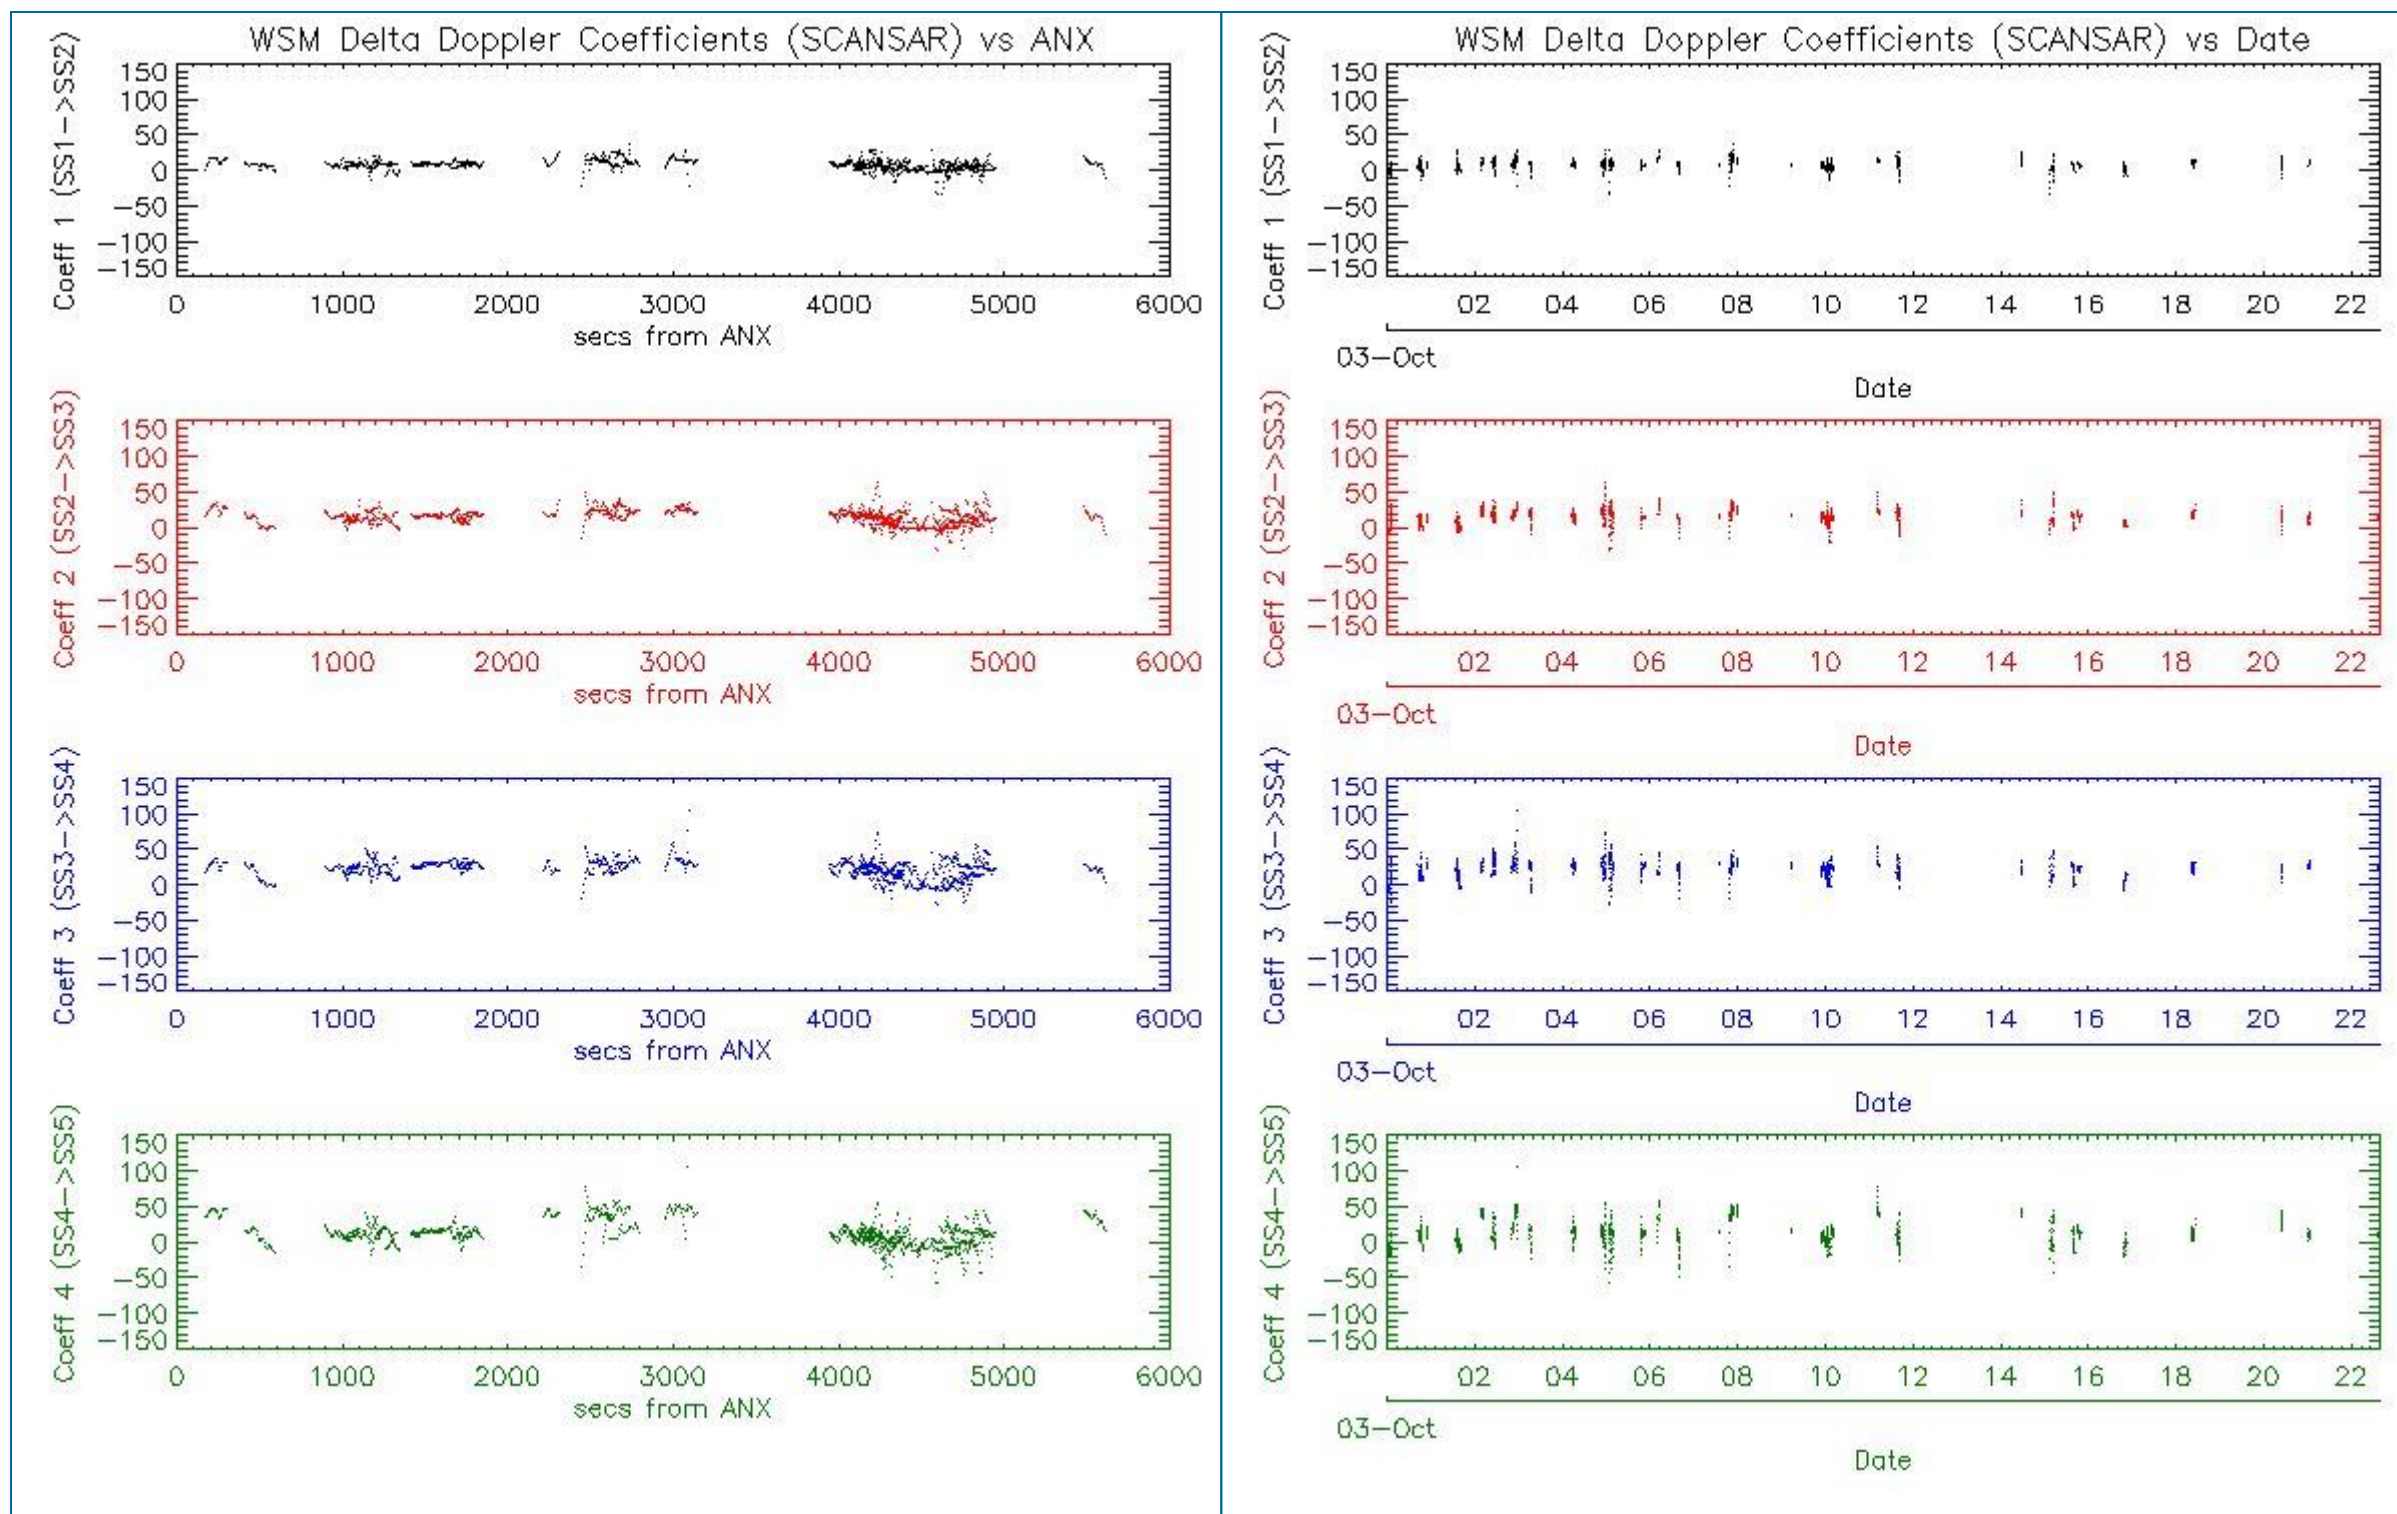 WSM Delta Doppler Coefficients (SCANSAR) vs ANX
Coeff 1 (SS1->SS2)
150
100
50
0
-50
-100
-150
0 1000 2000 3000 4000 5000 6000
secs from ANX
Coeff 2 (SS2->SS3)
150
100
50
0
-50
-100
-150
0 1000 2000 3000 4000 5000 6000
secs from ANX
Coeff 3 (SS3->SS4)
150
100
50
0
-50
-100
-150
0 1000 2000 3000 4000 5000 6000
secs from ANX
Coeff 4 (SS4->SS5)
150
100
50
0
-50
-100
-150
0 1000 2000 3000 4000 5000 6000
secs from ANX
WSM Delta Doppler Coefficients (SCANSAR) vs Date
Coeff 1 (SS1->SS2)
150
100
50
0
-50
-100
-150
02 04 06 08 10 12 14 16 18 20 22
03-Oct
Date
Coeff 2 (SS2->SS3)
150
100
50
0
-50
-100
-150
02 04 06 08 10 12 14 16 18 20 22
03-Oct
Date
Coeff 3 (SS3->SS4)
150
100
50
0
-50
-100
-150
02 04 06 08 10 12 14 16 18 20 22
03-Oct
Date
Coeff 4 (SS4->SS5)
150
100
50
0
-50
-100
-150
02 04 06 08 10 12 14 16 18 20 22
03-Oct
Date